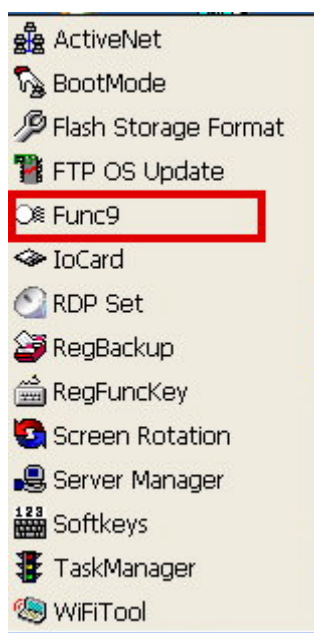 ActiveNet
BootMode
Flash Storage Format
FTP OS Update
Func9
IoCard
RDP Set
RegBackup
RegFuncKey
Screen Rotation
Server Manager
123
Softkeys
TaskManager
WiFiTool